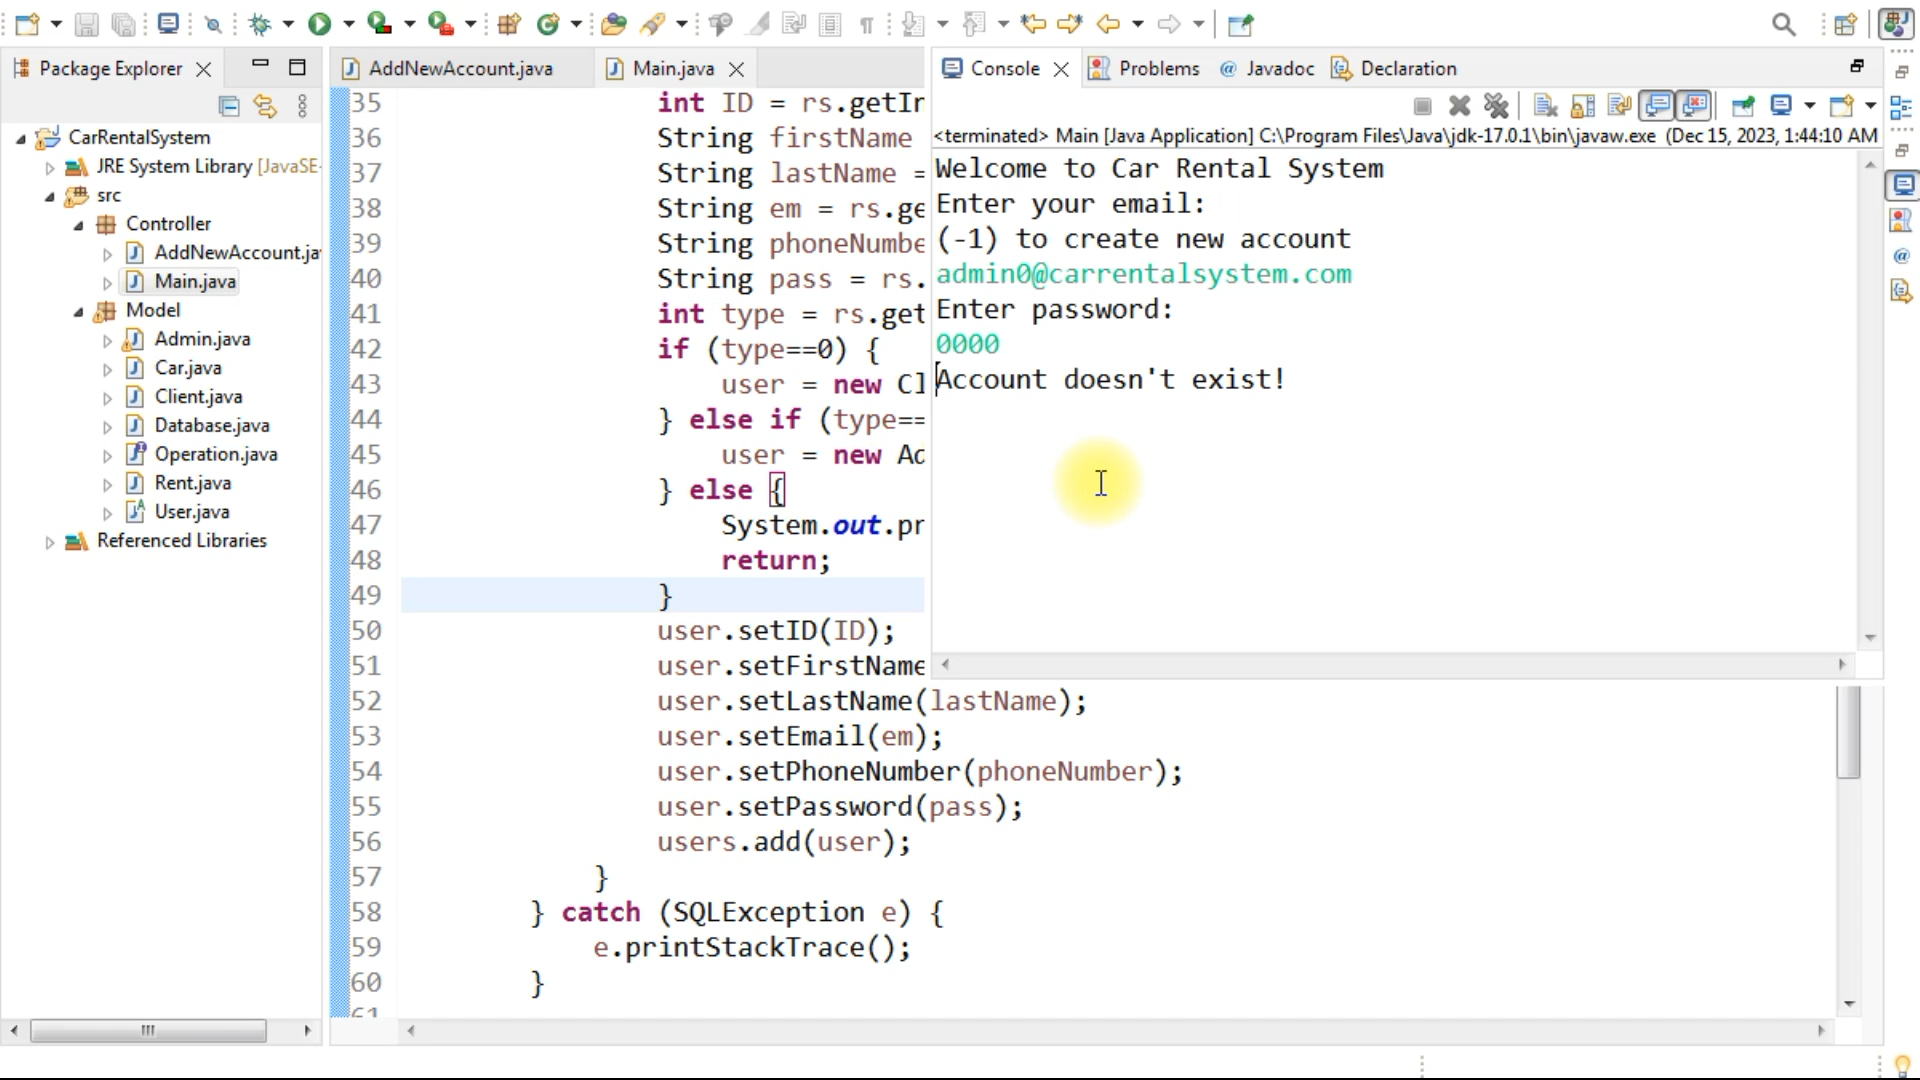 Package Explorer
AddNewAccount.java
Main.java
Console
Problems
@ Javadoc
Declaration
<terminated> Main [Java Application] C:\Program Files\Java\jdk-17.0.1\bin\javaw.exe (Dec 15, 2023, 1:44:10 AM
CarRentalSystem
JRE System Library [JavaSE-
src
Controller
AddNewAccount.ja
Main.java
Model
Admin.java
Car.java
Client.java
Database.java
Operation.java
Rent.java
User.java
Referenced Libraries
35 int ID = rs.getIn
36 String firstName
37 String lastName =
38 String em = rs.ge
39 String phoneNumbe
40 String pass = rs.
41 int type = rs.get
42 if (type==0) {
43 user = new Cl
44 } else if (type==
45 user = new Ad
46 } else {
47 System.out.pr
48 return;
49 }
50 user.setID(ID);
51 user.setFirstName
52 user.setLastName(lastName);
53 user.setEmail(em);
54 user.setPhoneNumber(phoneNumber);
55 user.setPassword(pass);
56 users.add(user);
57 }
58 } catch (SQLException e) {
59 e.printStackTrace();
60 }
61
Welcome to Car Rental System
Enter your email:
(-1) to create new account
admin0@carrentalsystem.com
Enter password:
0000
Account doesn't exist!